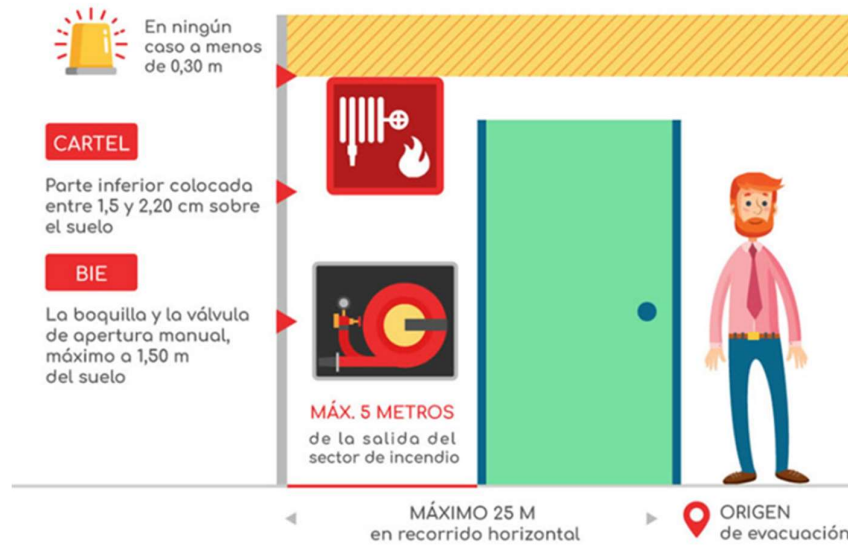 En ningún
caso a menos
de 0,30 m
CARTEL
Parte inferior colocada
entre 1,5 y 2,20 cm sobre
el suelo
BIE
La boquilla y la válvula
de apertura manual,
máximo a 1,50 m
del suelo
MÁX. 5 METROS
de la salida del
sector de incendio
MÁXIMO 25 M
en recorrido horizontal
ORIGEN
de evacuación